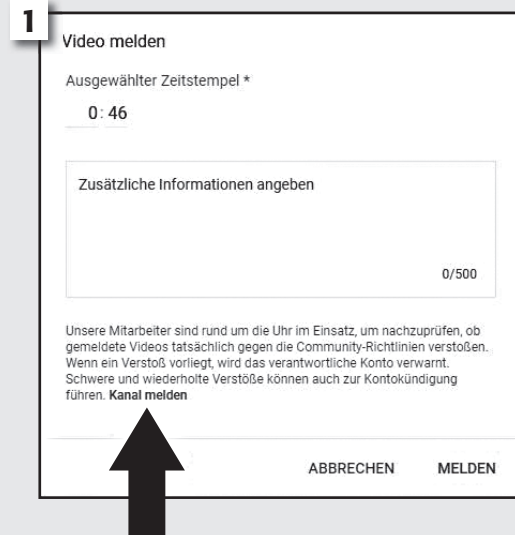 1
Video melden
Ausgewählter Zeitstempel *
0: 46
Zusätzliche Informationen angeben
0/500
Unsere Mitarbeiter sind rund um die Uhr im Einsatz, um nachzuprüfen, ob
gemeldete Videos tatsächlich gegen die Community-Richtlinien verstoßen.
Wenn ein Verstoß vorliegt, wird das verantwortliche Konto verwarnt.
Schwere und wiederholte Verstöße können auch zur Kontokündigung
führen. Kanal melden
ABBRECHEN MELDEN